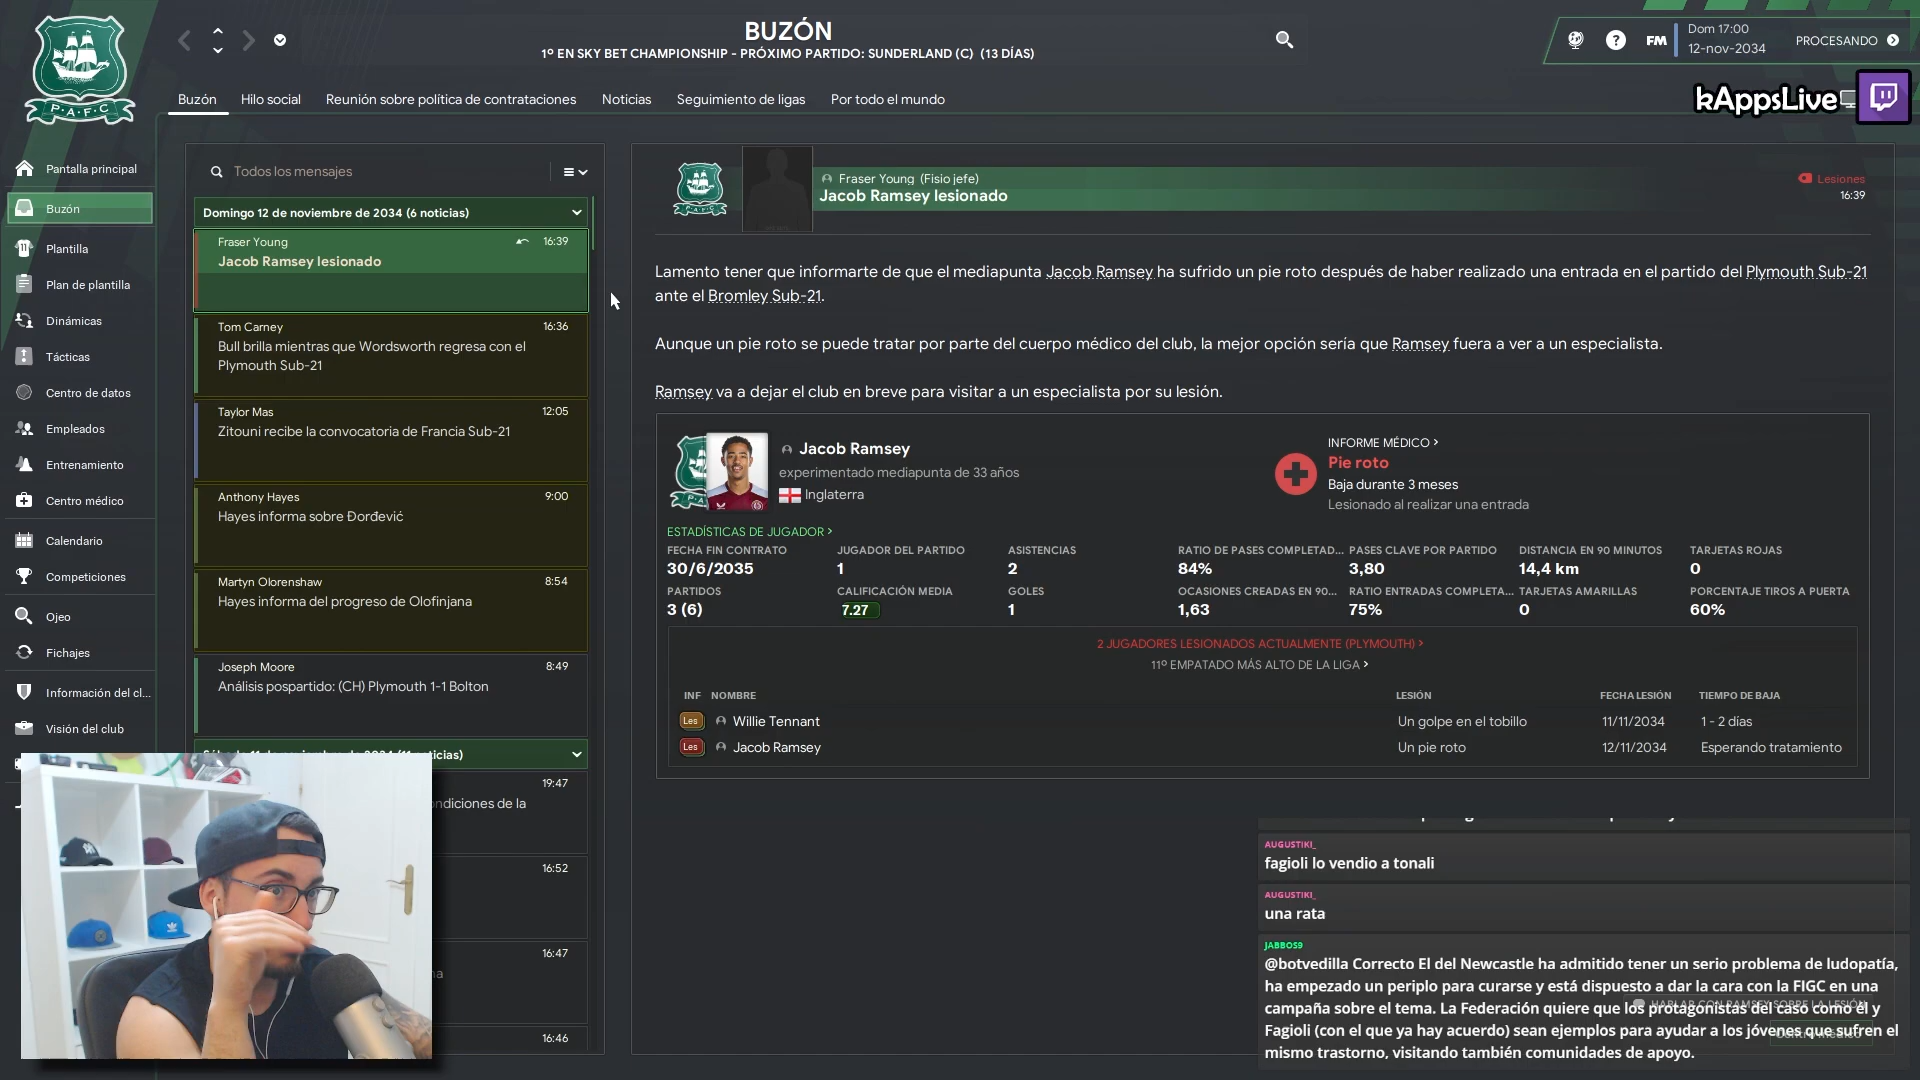 BUZÓN
1º EN SKY BET CHAMPIONSHIP - PRÓXIMO PARTIDO: SUNDERLAND (C) (13 DÍAS)
FM
Dom 17:00
12-nov-2034
PROCESANDO
P·A·F·C
Buzón
Hilo social
Reunión sobre política de contrataciones
Noticias
Seguimiento de ligas
Por todo el mundo
kAppsLive
Pantalla principal
Buzón
Plantilla
Plan de plantilla
Dinámicas
Tácticas
Centro de datos
Empleados
Entrenamiento
Centro médico
Calendario
Competiciones
Ojeo
Fichajes
Información del cl...
Visión del club
Todos los mensajes
Domingo 12 de noviembre de 2034 (6 noticias)
Fraser Young 16:39
Jacob Ramsey lesionado
Tom Carney 16:36
Bull brilla mientras que Wordsworth regresa con el
Plymouth Sub-21
Taylor Mas 12:05
Zitouni recibe la convocatoria de Francia Sub-21
Anthony Hayes 9:00
Hayes informa sobre Đorđević
Martyn Olorenshaw 8:54
Hayes informa del progreso de Olofinjana
Joseph Moore 8:49
Análisis pospartido: (CH) Plymouth 1-1 Bolton
19:47
ondiciones de la
16:52
16:47
16:46
Fraser Young (Fisio jefe)
Jacob Ramsey lesionado
Lesiones
16:39
Lamento tener que informarte de que el mediapunta Jacob Ramsey ha sufrido un pie roto después de haber realizado una entrada en el partido del Plymouth Sub-21
ante el Bromley Sub-21.
Aunque un pie roto se puede tratar por parte del cuerpo médico del club, la mejor opción sería que Ramsey fuera a ver a un especialista.
Ramsey va a dejar el club en breve para visitar a un especialista por su lesión.
Jacob Ramsey
experimentado mediapunta de 33 años
Inglaterra
INFORME MÉDICO >
Pie roto
Baja durante 3 meses
Lesionado al realizar una entrada
ESTADÍSTICAS DE JUGADOR >
FECHA FIN CONTRATO JUGADOR DEL PARTIDO ASISTENCIAS RATIO DE PASES COMPLETAD... PASES CLAVE POR PARTIDO DISTANCIA EN 90 MINUTOS TARJETAS ROJAS
30/6/2035 1 2 84% 3,80 14,4 km 0
PARTIDOS CALIFICACIÓN MEDIA GOLES OCASIONES CREADAS EN 90... RATIO ENTRADAS COMPLETA... TARJETAS AMARILLAS PORCENTAJE TIROS A PUERTA
3 (6) 7.27 1 1,63 75% 0 60%
2 JUGADORES LESIONADOS ACTUALMENTE (PLYMOUTH) >
11º EMPATADO MÁS ALTO DE LA LIGA >
INF NOMBRE LESIÓN FECHA LESIÓN TIEMPO DE BAJA
Les Willie Tennant Un golpe en el tobillo 11/11/2034 1 - 2 días
Les Jacob Ramsey Un pie roto 12/11/2034 Esperando tratamiento
AUGUSTIKI_
fagioli lo vendio a tonali
AUGUSTIKI_
una rata
JABBOS9
@botvedilla Correcto El del Newcastle ha admitido tener un serio problema de ludopatía,
ha empezado un periplo para curarse y está dispuesto a dar la cara con la FIGC en una
campaña sobre el tema. La Federación quiere que los protagonistas del caso como él y
Fagioli (con el que ya hay acuerdo) sean ejemplos para ayudar a los jóvenes que sufren el
mismo trastorno, visitando también comunidades de apoyo.
HABLAR CON RAMSEY SOBRE LA LESIÓN